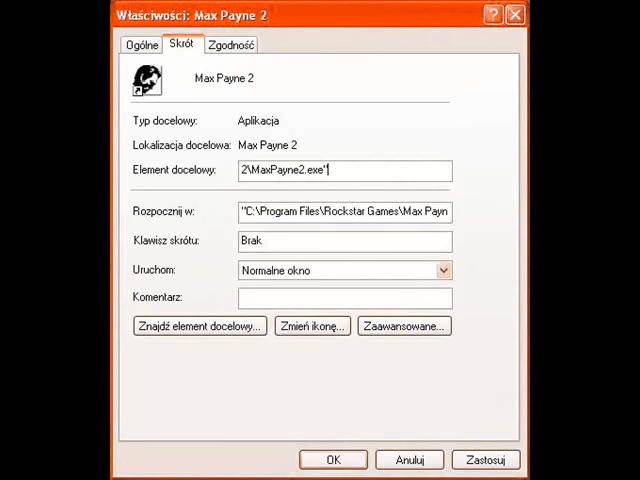 Właściwości: Max Payne 2
Ogólne Skrót Zgodność
Max Payne 2
Typ docelowy: Aplikacja
Lokalizacja docelowa: Max Payne 2
Element docelowy: 2\MaxPayne2.exe"
Rozpocznij w: "C:\Program Files\Rockstar Games\Max Payn
Klawisz skrótu: Brak
Uruchom: Normalne okno
Komentarz:
Znajdź element docelowy... Zmień ikonę... Zaawansowane...
OK Anuluj Zastosuj